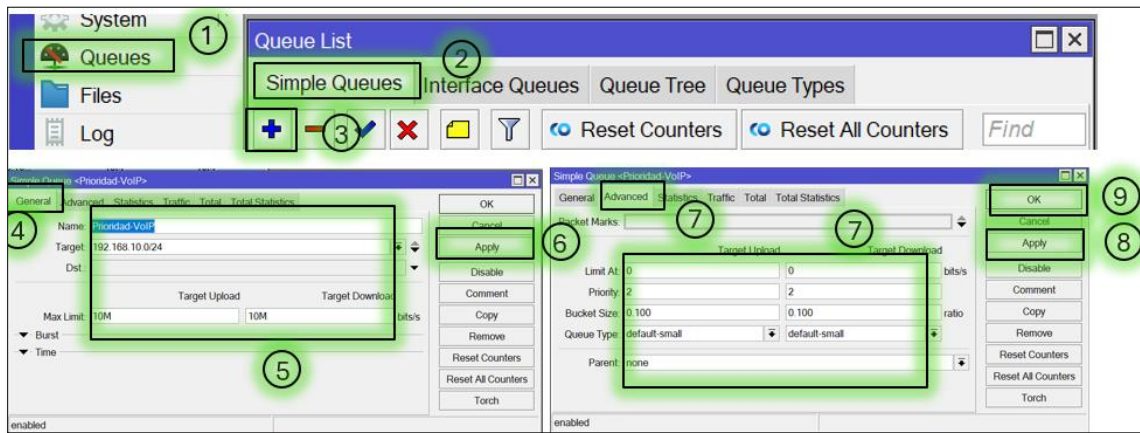 System
Queues
Files
Log
1
Queue List
2
Simple Queues Interface Queues Queue Tree Queue Types
3
Reset Counters Reset All Counters Find
Simple Queue <Prioridad-VoIP>
General Advanced Statistics Traffic Total Total Statistics
4
Name: Prioridad-VoIP
Target: 192.168.10.0/24
Dst.:
Target Upload Target Download
Max Limit: 10M 10M bits/s
Burst
Time
5
OK
Cancel
Apply
6
Disable
Comment
Copy
Remove
Reset Counters
Reset All Counters
Torch
enabled
Simple Queue <Prioridad-VoIP>
General Advanced Statistics Traffic Total Total Statistics
7
7
Packet Marks:
Target Upload Target Download
Limit At: 0 0 bits/s
Priority: 2 2
Bucket Size: 0.100 0.100 ratio
Queue Type: default-small default-small
Parent: none
OK
9
Cancel
Apply
8
Disable
Comment
Copy
Remove
Reset Counters
Reset All Counters
Torch
enabled